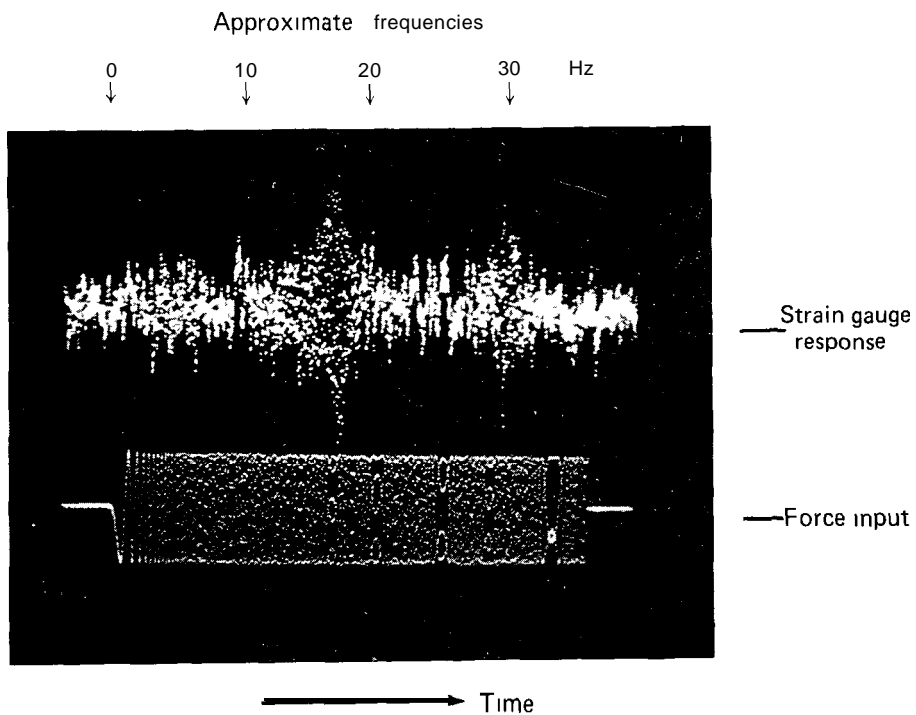 Approximate frequencies
0 10 20 30 Hz
Strain gauge
response
Force input
Time